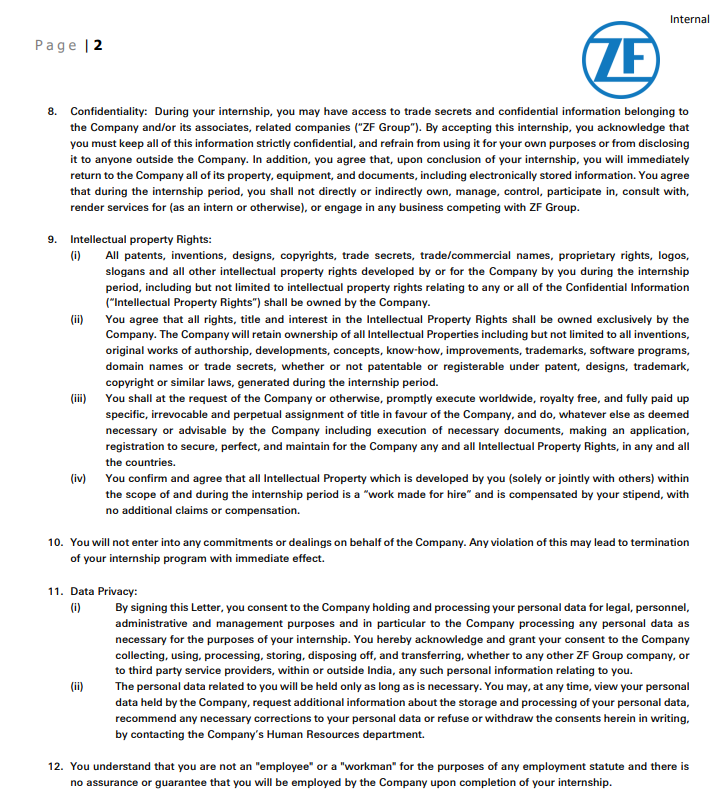 Internal
Page | 2
ZF
8. Confidentiality: During your internship, you may have access to trade secrets and confidential information belonging to
the Company and/or its associates, related companies ("ZF Group"). By accepting this internship, you acknowledge that
you must keep all of this information strictly confidential, and refrain from using it for your own purposes or from disclosing
it to anyone outside the Company. In addition, you agree that, upon conclusion of your internship, you will immediately
return to the Company all of its property, equipment, and documents, including electronically stored information. You agree
that during the internship period, you shall not directly or indirectly own, manage, control, participate in, consult with,
render services for (as an intern or otherwise), or engage in any business competing with ZF Group.
9. Intellectual property Rights:
(i) All patents, inventions, designs, copyrights, trade secrets, trade/commercial names, proprietary rights, logos,
slogans and all other intellectual property rights developed by or for the Company by you during the internship
period, including but not limited to intellectual property rights relating to any or all of the Confidential Information
("Intellectual Property Rights") shall be owned by the Company.
(ii) You agree that all rights, title and interest in the Intellectual Property Rights shall be owned exclusively by the
Company. The Company will retain ownership of all Intellectual Properties including but not limited to all inventions,
original works of authorship, developments, concepts, know-how, improvements, trademarks, software programs,
domain names or trade secrets, whether or not patentable or registerable under patent, designs, trademark,
copyright or similar laws, generated during the internship period.
(iii) You shall at the request of the Company or otherwise, promptly execute worldwide, royalty free, and fully paid up
specific, irrevocable and perpetual assignment of title in favour of the Company, and do, whatever else as deemed
necessary or advisable by the Company including execution of necessary documents, making an application,
registration to secure, perfect, and maintain for the Company any and all Intellectual Property Rights, in any and all
the countries.
(iv) You confirm and agree that all Intellectual Property which is developed by you (solely or jointly with others) within
the scope of and during the internship period is a "work made for hire" and is compensated by your stipend, with
no additional claims or compensation.
10. You will not enter into any commitments or dealings on behalf of the Company. Any violation of this may lead to termination
of your internship program with immediate effect.
11. Data Privacy:
(i) By signing this Letter, you consent to the Company holding and processing your personal data for legal, personnel,
administrative and management purposes and in particular to the Company processing any personal data as
necessary for the purposes of your internship. You hereby acknowledge and grant your consent to the Company
collecting, using, processing, storing, disposing off, and transferring, whether to any other ZF Group company, or
to third party service providers, within or outside India, any such personal information relating to you.
(ii) The personal data related to you will be held only as long as is necessary. You may, at any time, view your personal
data held by the Company, request additional information about the storage and processing of your personal data,
recommend any necessary corrections to your personal data or refuse or withdraw the consents herein in writing,
by contacting the Company's Human Resources department.
12. You understand that you are not an "employee" or a "workman" for the purposes of any employment statute and there is
no assurance or guarantee that you will be employed by the Company upon completion of your internship.